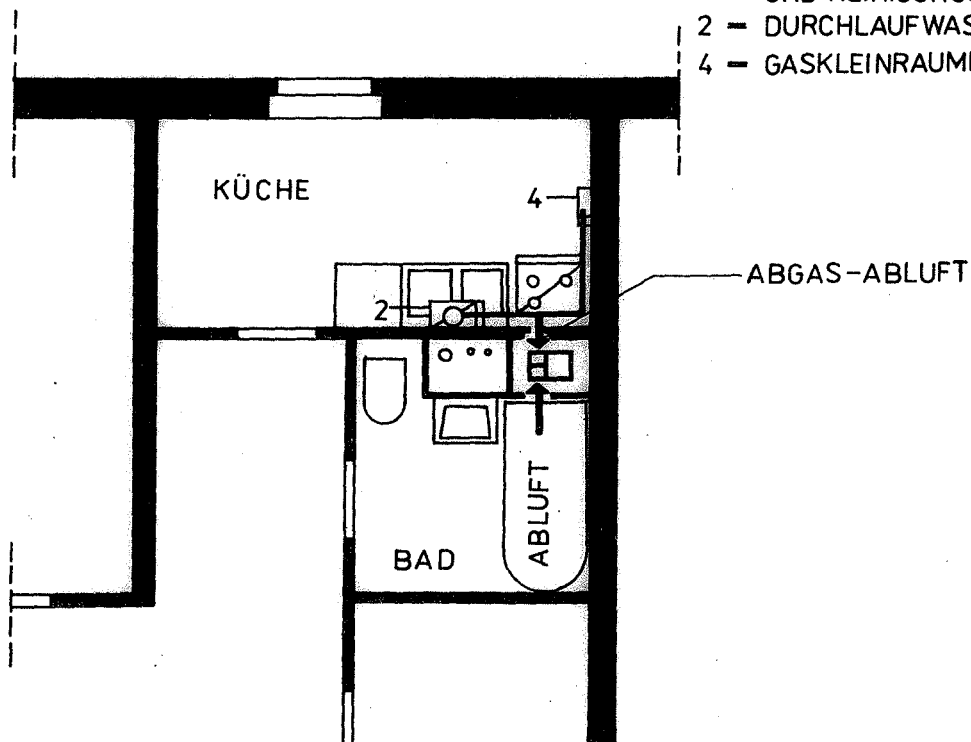 2 – DURCHLAUFWAS
4 – GASKLEINRAUM
KÜCHE
4
ABGAS-ABLUFT
2
ABLUFT
BAD